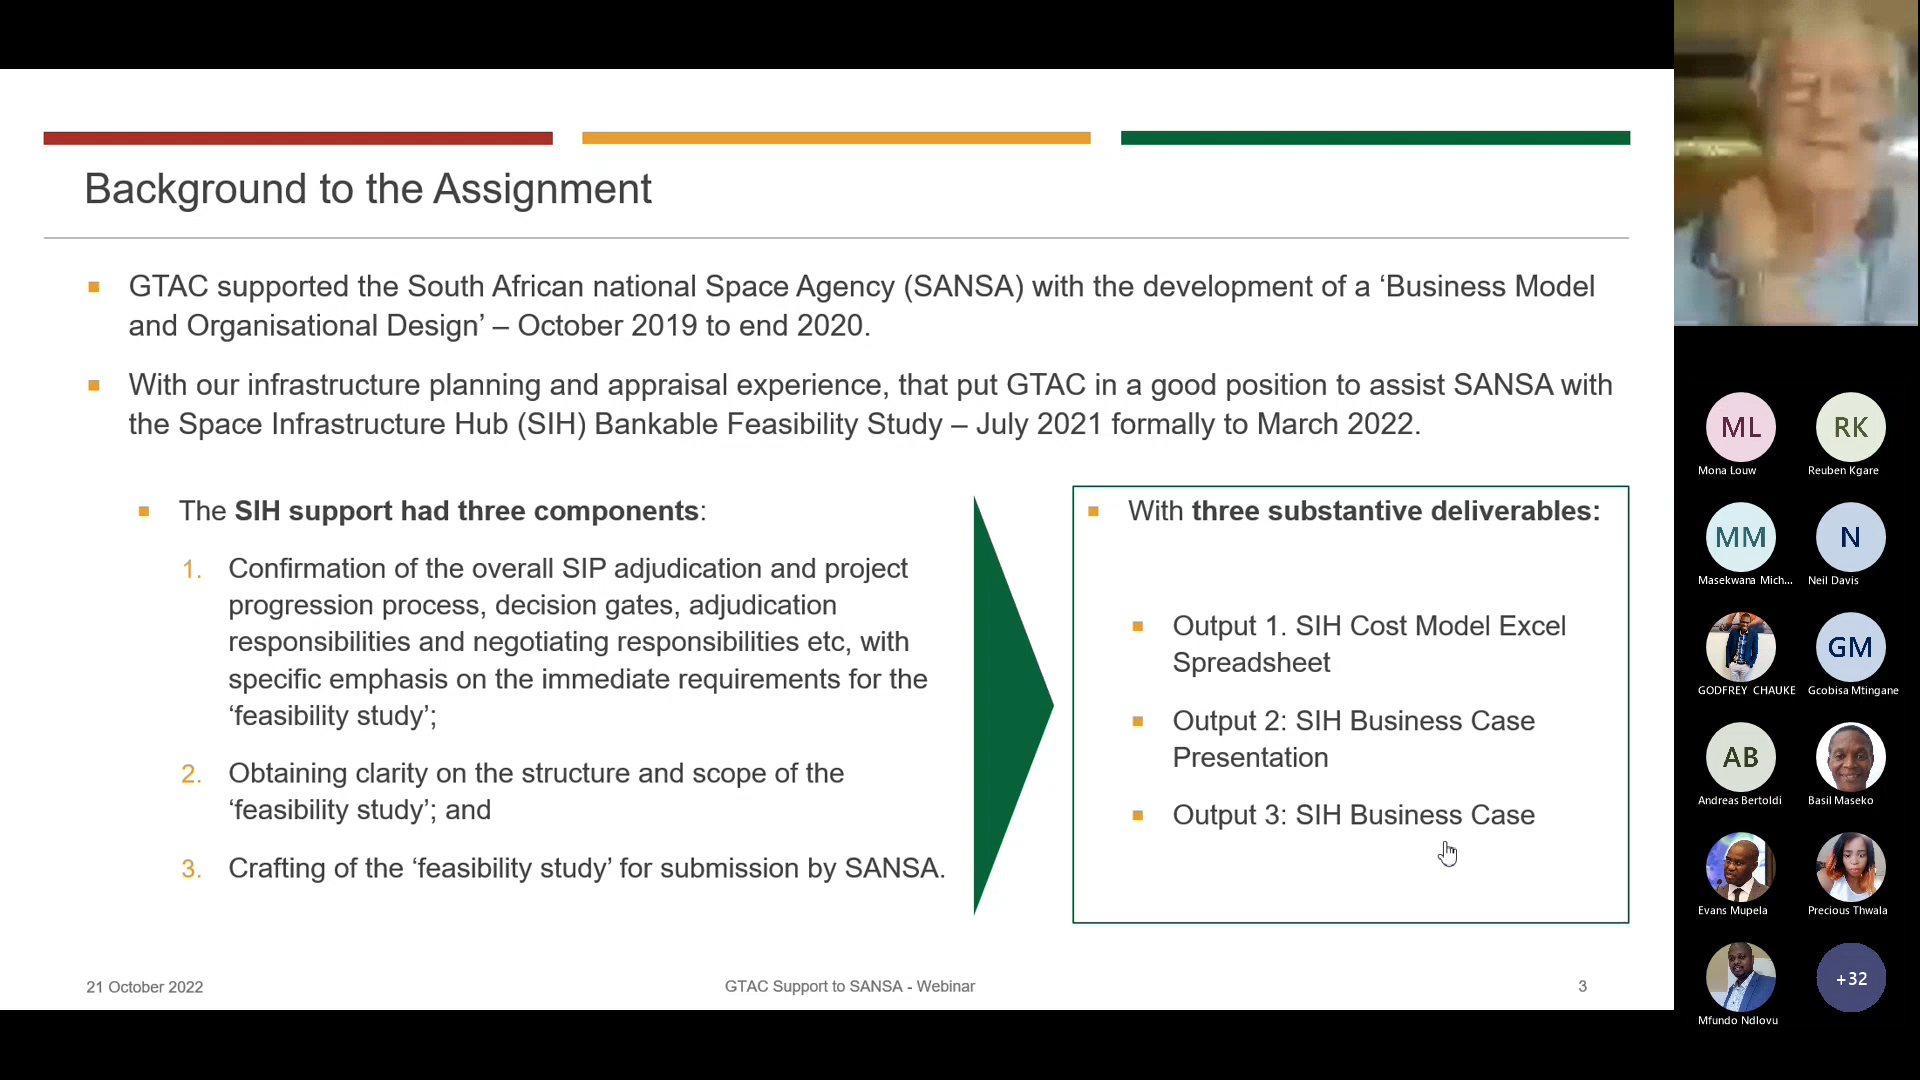 Background to the Assignment
GTAC supported the South African national Space Agency (SANSA) with the development of a ‘Business Model
and Organisational Design’ – October 2019 to end 2020.
With our infrastructure planning and appraisal experience, that put GTAC in a good position to assist SANSA with
the Space Infrastructure Hub (SIH) Bankable Feasibility Study – July 2021 formally to March 2022.
The SIH support had three components:
1. Confirmation of the overall SIP adjudication and project
progression process, decision gates, adjudication
responsibilities and negotiating responsibilities etc, with
specific emphasis on the immediate requirements for the
‘feasibility study’;
2. Obtaining clarity on the structure and scope of the
‘feasibility study’; and
3. Crafting of the ‘feasibility study’ for submission by SANSA.
With three substantive deliverables:
Output 1. SIH Cost Model Excel
Spreadsheet
Output 2: SIH Business Case
Presentation
Output 3: SIH Business Case
21 October 2022
GTAC Support to SANSA - Webinar
3
ML
Mona Louw
RK
Reuben Kgare
MM
Masekwana Mich...
N
Neil Davis
GODFREY CHAUKE
GM
Gcobisa Mtingane
AB
Andreas Bertoldi
Basil Maseko
Evans Mupela
Precious Thwala
Mfundo Ndlovu
+32